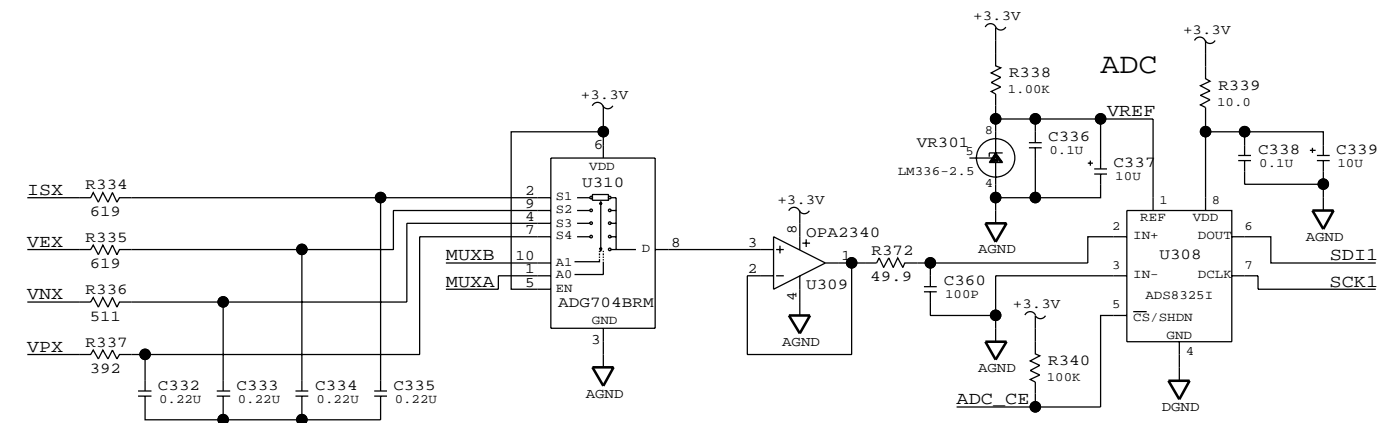 +3.3V
R338
1.00K
ADC
+3.3V
R339
10.0
VREF
8
5
VR301
LM336-2.5
4
C336
0.1U
+
C337
10U
AGND
C338
0.1U
+
C339
10U
AGND
+3.3V
6
VDD
U310
ISX
R334
619
VEX
R335
619
VNX
R336
511
VPX
R337
392
2
S1
9
S2
4
S3
7
S4
D
8
MUXB
10
A1
MUXA
1
A0
5
EN
ADG704BRM
GND
3
AGND
C332
0.22U
C333
0.22U
C334
0.22U
C335
0.22U
+3.3V
8
+
OPA2340
3
+
2
−
1
4
U309
AGND
R372
49.9
C360
100P
AGND
+3.3V
R340
100K
ADC_CE
1
8
REF
VDD
2
IN+
DOUT
6
SDI1
U308
3
IN-
DCLK
7
SCK1
ADS8325I
5
CS/SHDN
GND
4
DGND